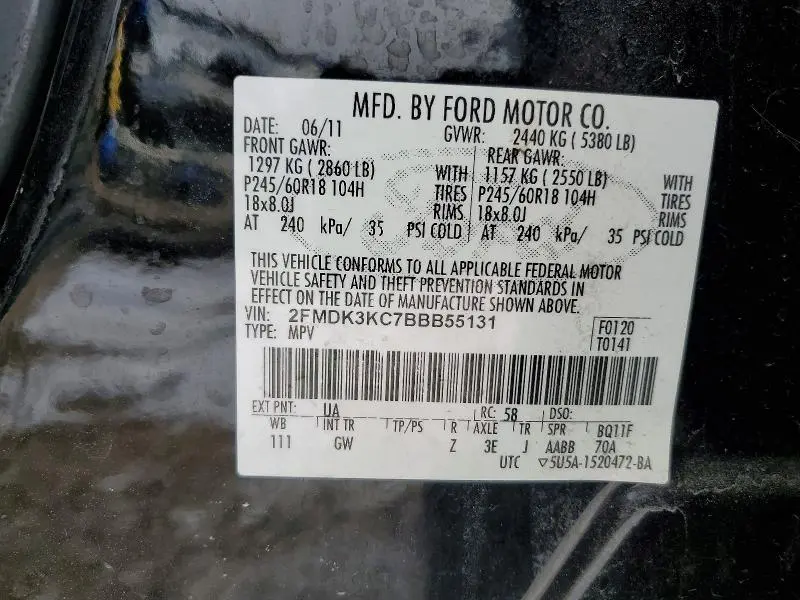 MFD. BY FORD MOTOR CO.
DATE: 06/11 GVWR: 2440 KG ( 5380 LB)
FRONT GAWR: REAR GAWR:
1297 KG ( 2860 LB) WITH 1157 KG ( 2550 LB) WITH
P245/60R18 104H TIRES P245/60R18 104H TIRES
18x8.0J RIMS 18x8.0J RIMS
AT 240 kPa/ 35 PSI COLD AT 240 kPa/ 35 PSI COLD
THIS VEHICLE CONFORMS TO ALL APPLICABLE FEDERAL MOTOR
VEHICLE SAFETY AND THEFT PREVENTION STANDARDS IN
EFFECT ON THE DATE OF MANUFACTURE SHOWN ABOVE.
VIN: 2FMDK3KC7BBB55131 F0120
TYPE: MPV T0141
EXT PNT: UA RC: 58 DSO:
WB INT TR TP/PS R AXLE TR SPR BQ11F
111 GW Z 3E J AABB 70A
UTC ▽5U5A-1520472-BA